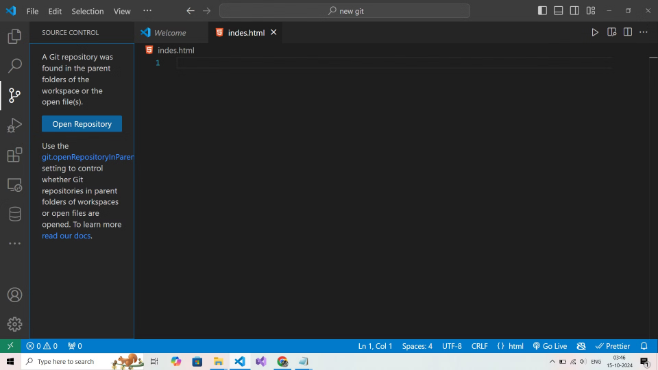 File Edit Selection View ··· new git
SOURCE CONTROL
Welcome indes.html
indes.html
1
A Git repository was
found in the parent
folders of the
workspace or the
open file(s).
Open Repository
Use the
git.openRepositoryInParen
setting to control
whether Git
repositories in parent
folders of workspaces
or open files are
opened. To learn more
read our docs.
0 0 0 Ln 1, Col 1 Spaces: 4 UTF-8 CRLF html Go Live Prettier
Type here to search ENG 03:46
15-10-2024